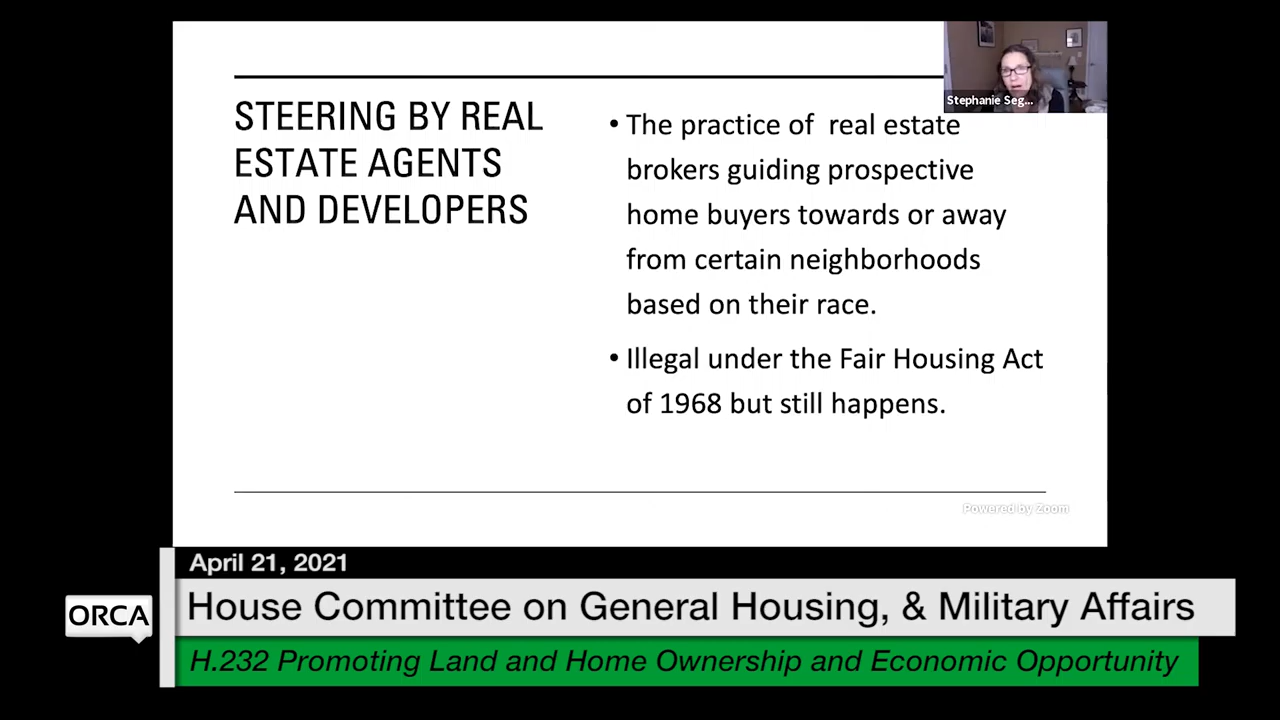 STEERING BY REAL
ESTATE AGENTS
AND DEVELOPERS
• The practice of  real estate
brokers guiding prospective
home buyers towards or away
from certain neighborhoods
based on their race.
• Illegal under the Fair Housing Act
of 1968 but still happens.
Stephanie Seg...
Powered by Zoom
April 21, 2021
ORCA
House Committee on General Housing, & Military Affairs
H.232 Promoting Land and Home Ownership and Economic Opportunity